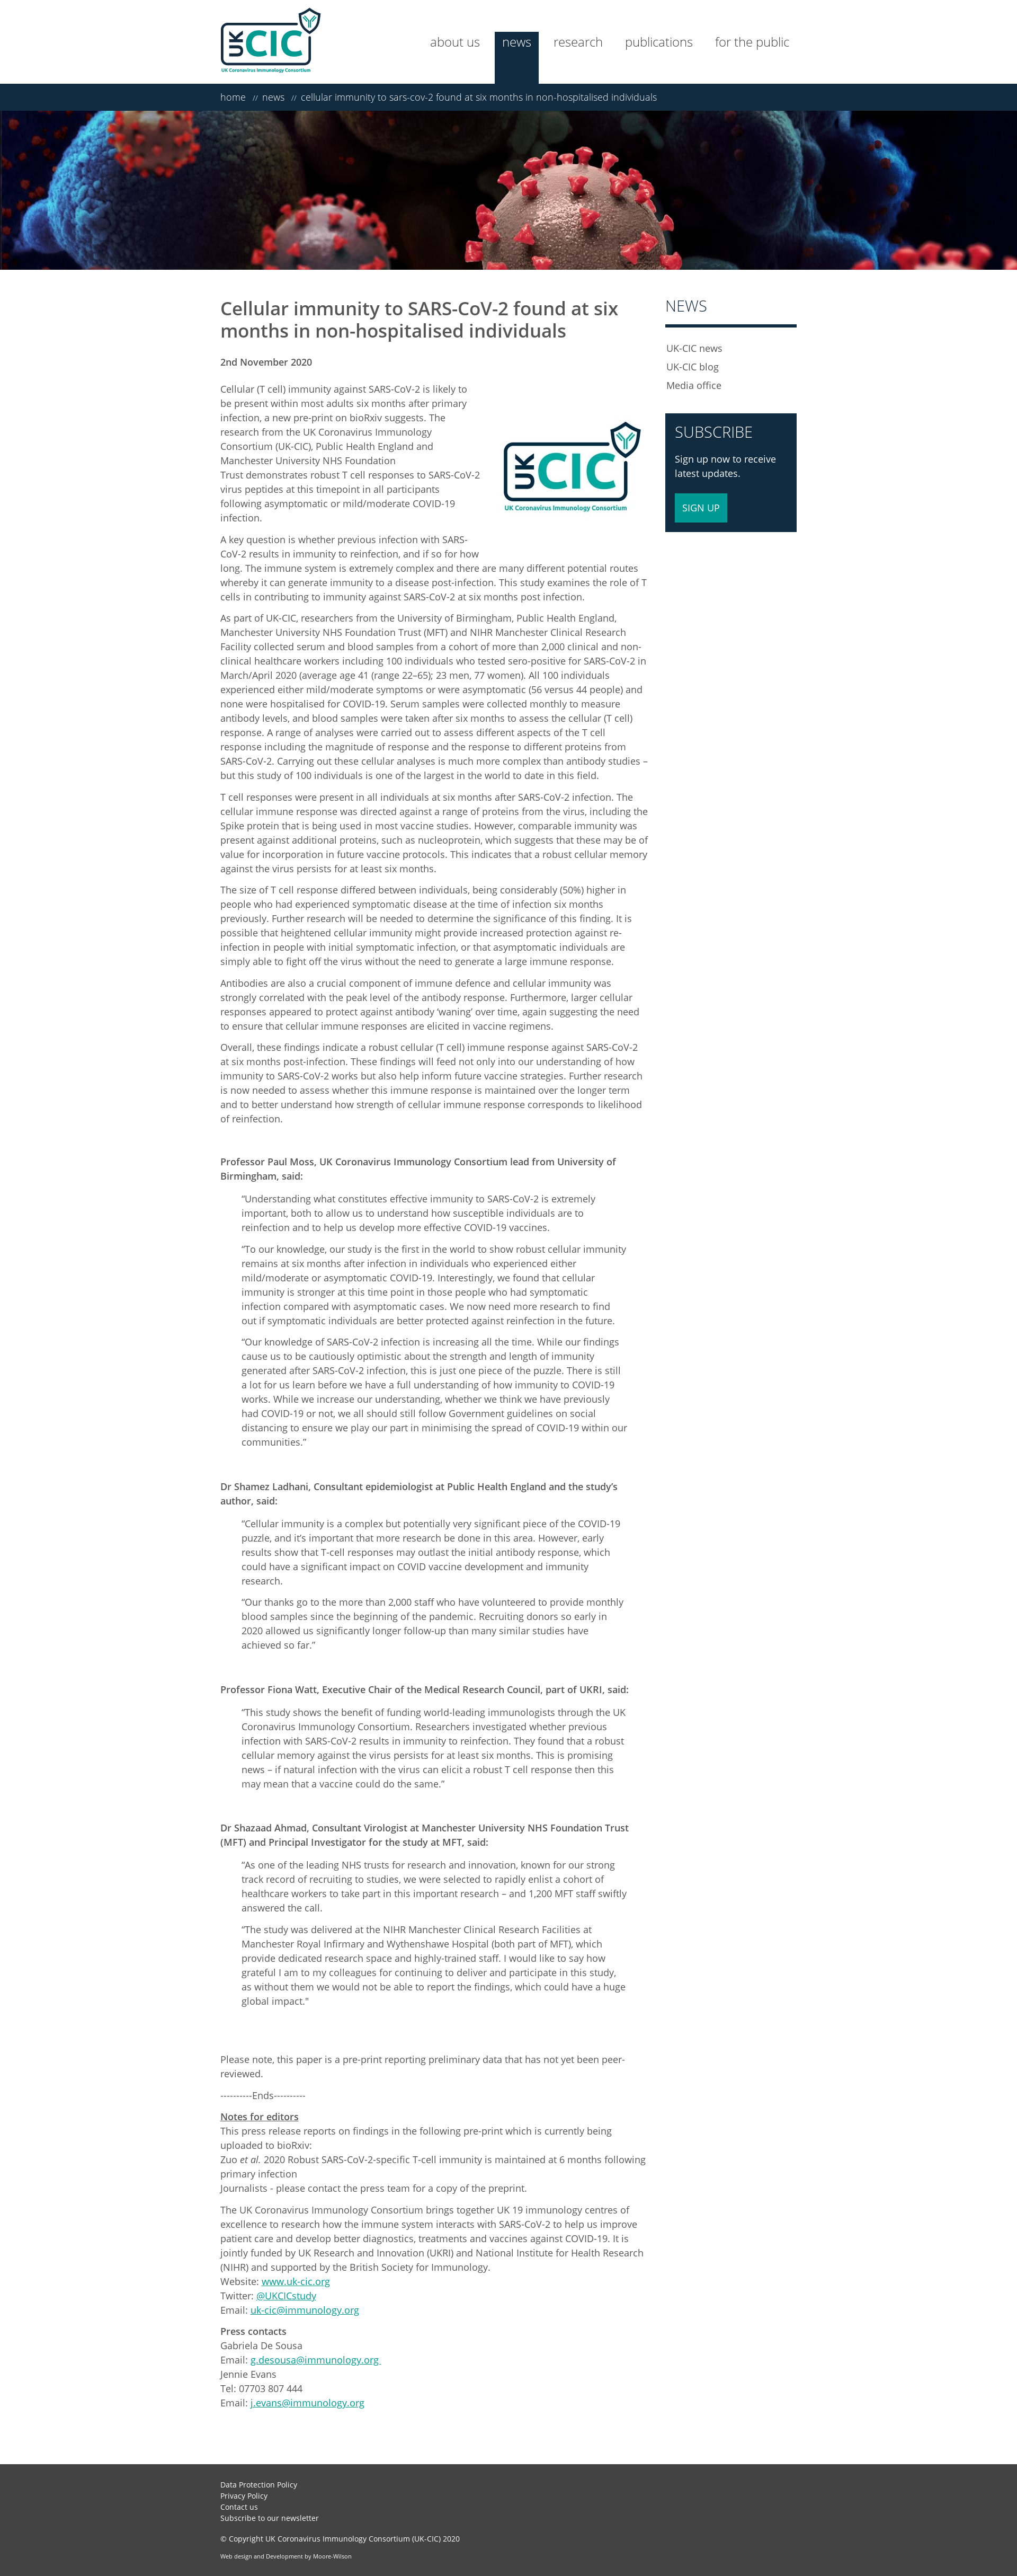 UK CIC
UK Coronavirus Immunology Consortium
about us
news
research
publications
for the public
home // news // cellular immunity to sars-cov-2 found at six months in non-hospitalised individuals
Cellular immunity to SARS-CoV-2 found at six
months in non-hospitalised individuals
2nd November 2020
Cellular (T cell) immunity against SARS-CoV-2 is likely to
be present within most adults six months after primary
infection, a new pre-print on bioRxiv suggests. The
research from the UK Coronavirus Immunology
Consortium (UK-CIC), Public Health England and
Manchester University NHS Foundation
Trust demonstrates robust T cell responses to SARS-CoV-2
virus peptides at this timepoint in all participants
following asymptomatic or mild/moderate COVID-19
infection.
UK CIC
UK Coronavirus Immunology Consortium
A key question is whether previous infection with SARS-
CoV-2 results in immunity to reinfection, and if so for how
long. The immune system is extremely complex and there are many different potential routes
whereby it can generate immunity to a disease post-infection. This study examines the role of T
cells in contributing to immunity against SARS-CoV-2 at six months post infection.
As part of UK-CIC, researchers from the University of Birmingham, Public Health England,
Manchester University NHS Foundation Trust (MFT) and NIHR Manchester Clinical Research
Facility collected serum and blood samples from a cohort of more than 2,000 clinical and non-
clinical healthcare workers including 100 individuals who tested sero-positive for SARS-CoV-2 in
March/April 2020 (average age 41 (range 22–65); 23 men, 77 women). All 100 individuals
experienced either mild/moderate symptoms or were asymptomatic (56 versus 44 people) and
none were hospitalised for COVID-19. Serum samples were collected monthly to measure
antibody levels, and blood samples were taken after six months to assess the cellular (T cell)
response. A range of analyses were carried out to assess different aspects of the T cell
response including the magnitude of response and the response to different proteins from
SARS-CoV-2. Carrying out these cellular analyses is much more complex than antibody studies –
but this study of 100 individuals is one of the largest in the world to date in this field.
T cell responses were present in all individuals at six months after SARS-CoV-2 infection. The
cellular immune response was directed against a range of proteins from the virus, including the
Spike protein that is being used in most vaccine studies. However, comparable immunity was
present against additional proteins, such as nucleoprotein, which suggests that these may be of
value for incorporation in future vaccine protocols. This indicates that a robust cellular memory
against the virus persists for at least six months.
The size of T cell response differed between individuals, being considerably (50%) higher in
people who had experienced symptomatic disease at the time of infection six months
previously. Further research will be needed to determine the significance of this finding. It is
possible that heightened cellular immunity might provide increased protection against re-
infection in people with initial symptomatic infection, or that asymptomatic individuals are
simply able to fight off the virus without the need to generate a large immune response.
Antibodies are also a crucial component of immune defence and cellular immunity was
strongly correlated with the peak level of the antibody response. Furthermore, larger cellular
responses appeared to protect against antibody ‘waning’ over time, again suggesting the need
to ensure that cellular immune responses are elicited in vaccine regimens.
Overall, these findings indicate a robust cellular (T cell) immune response against SARS-CoV-2
at six months post-infection. These findings will feed not only into our understanding of how
immunity to SARS-CoV-2 works but also help inform future vaccine strategies. Further research
is now needed to assess whether this immune response is maintained over the longer term
and to better understand how strength of cellular immune response corresponds to likelihood
of reinfection.
Professor Paul Moss, UK Coronavirus Immunology Consortium lead from University of
Birmingham, said:
“Understanding what constitutes effective immunity to SARS-CoV-2 is extremely
important, both to allow us to understand how susceptible individuals are to
reinfection and to help us develop more effective COVID-19 vaccines.
“To our knowledge, our study is the first in the world to show robust cellular immunity
remains at six months after infection in individuals who experienced either
mild/moderate or asymptomatic COVID-19. Interestingly, we found that cellular
immunity is stronger at this time point in those people who had symptomatic
infection compared with asymptomatic cases. We now need more research to find
out if symptomatic individuals are better protected against reinfection in the future.
“Our knowledge of SARS-CoV-2 infection is increasing all the time. While our findings
cause us to be cautiously optimistic about the strength and length of immunity
generated after SARS-CoV-2 infection, this is just one piece of the puzzle. There is still
a lot for us learn before we have a full understanding of how immunity to COVID-19
works. While we increase our understanding, whether we think we have previously
had COVID-19 or not, we all should still follow Government guidelines on social
distancing to ensure we play our part in minimising the spread of COVID-19 within our
communities.”
Dr Shamez Ladhani, Consultant epidemiologist at Public Health England and the study’s
author, said:
“Cellular immunity is a complex but potentially very significant piece of the COVID-19
puzzle, and it’s important that more research be done in this area. However, early
results show that T-cell responses may outlast the initial antibody response, which
could have a significant impact on COVID vaccine development and immunity
research.
“Our thanks go to the more than 2,000 staff who have volunteered to provide monthly
blood samples since the beginning of the pandemic. Recruiting donors so early in
2020 allowed us significantly longer follow-up than many similar studies have
achieved so far.”
Professor Fiona Watt, Executive Chair of the Medical Research Council, part of UKRI, said:
“This study shows the benefit of funding world-leading immunologists through the UK
Coronavirus Immunology Consortium. Researchers investigated whether previous
infection with SARS-CoV-2 results in immunity to reinfection. They found that a robust
cellular memory against the virus persists for at least six months. This is promising
news – if natural infection with the virus can elicit a robust T cell response then this
may mean that a vaccine could do the same.”
Dr Shazaad Ahmad, Consultant Virologist at Manchester University NHS Foundation Trust
(MFT) and Principal Investigator for the study at MFT, said:
“As one of the leading NHS trusts for research and innovation, known for our strong
track record of recruiting to studies, we were selected to rapidly enlist a cohort of
healthcare workers to take part in this important research – and 1,200 MFT staff swiftly
answered the call.
“The study was delivered at the NIHR Manchester Clinical Research Facilities at
Manchester Royal Infirmary and Wythenshawe Hospital (both part of MFT), which
provide dedicated research space and highly-trained staff. I would like to say how
grateful I am to my colleagues for continuing to deliver and participate in this study,
as without them we would not be able to report the findings, which could have a huge
global impact."
Please note, this paper is a pre-print reporting preliminary data that has not yet been peer-
reviewed.
----------Ends----------
Notes for editors
This press release reports on findings in the following pre-print which is currently being
uploaded to bioRxiv:
Zuo et al. 2020 Robust SARS-CoV-2-specific T-cell immunity is maintained at 6 months following
primary infection
Journalists - please contact the press team for a copy of the preprint.
The UK Coronavirus Immunology Consortium brings together UK 19 immunology centres of
excellence to research how the immune system interacts with SARS-CoV-2 to help us improve
patient care and develop better diagnostics, treatments and vaccines against COVID-19. It is
jointly funded by UK Research and Innovation (UKRI) and National Institute for Health Research
(NIHR) and supported by the British Society for Immunology.
Website: www.uk-cic.org
Twitter: @UKCICstudy
Email: uk-cic@immunology.org
Press contacts
Gabriela De Sousa
Email: g.desousa@immunology.org
Jennie Evans
Tel: 07703 807 444
Email: j.evans@immunology.org
NEWS
UK-CIC news
UK-CIC blog
Media office
SUBSCRIBE
Sign up now to receive
latest updates.
SIGN UP
Data Protection Policy
Privacy Policy
Contact us
Subscribe to our newsletter
© Copyright UK Coronavirus Immunology Consortium (UK-CIC) 2020
Web design and Development by Moore-Wilson